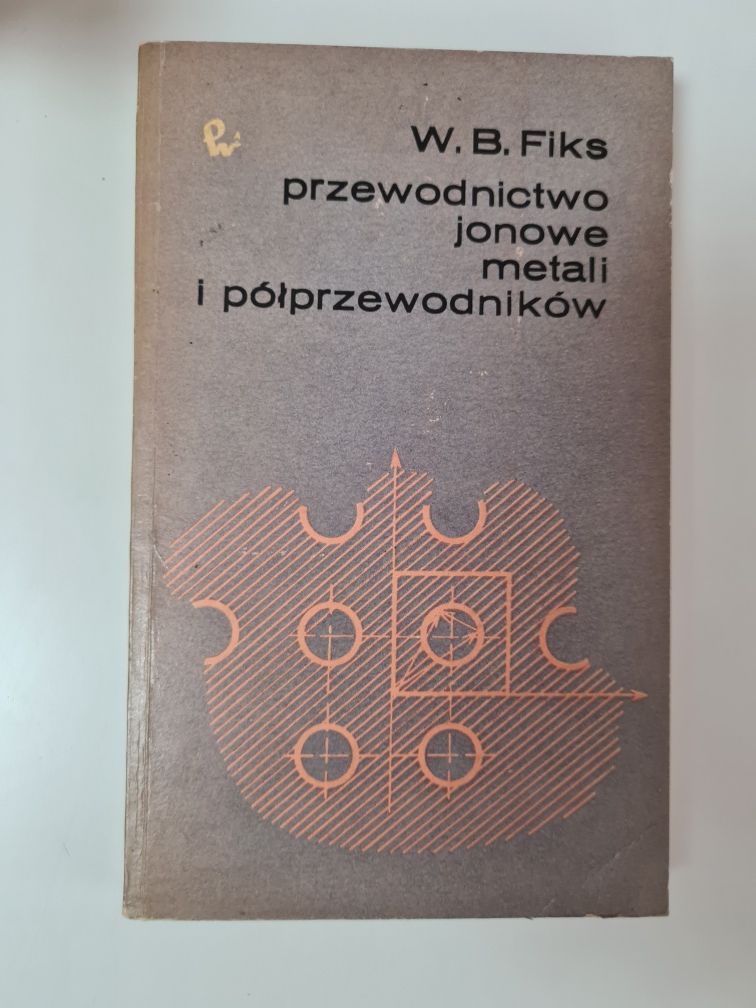 W. B. Fiks
przewodnictwo
jonowe
metali
i półprzewodników